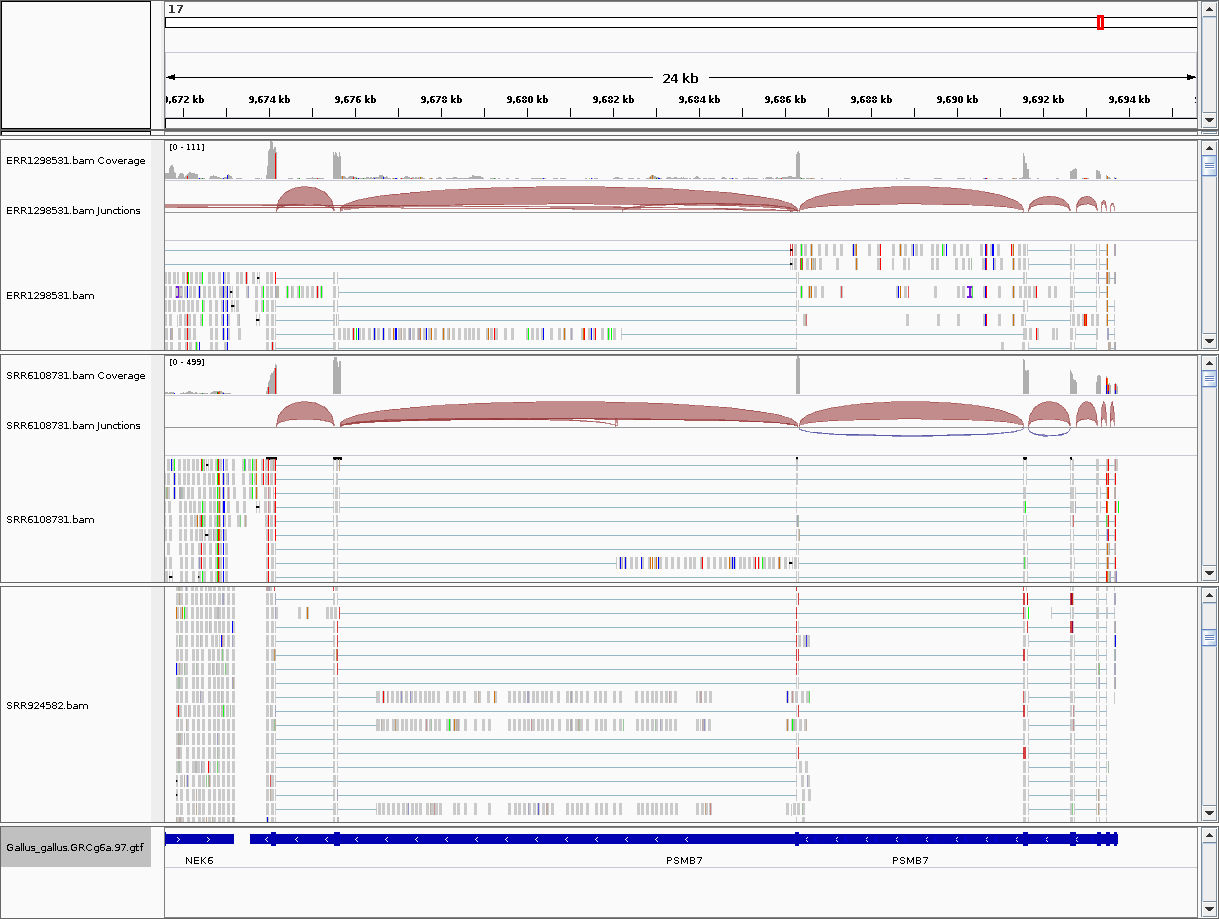 17
24 kb
9,672 kb 9,674 kb 9,676 kb 9,678 kb 9,680 kb 9,682 kb 9,684 kb 9,686 kb 9,688 kb 9,690 kb 9,692 kb 9,694 kb
[0 - 111]
ERR1298531.bam Coverage
ERR1298531.bam Junctions
ERR1298531.bam
[0 - 499]
SRR6108731.bam Coverage
SRR6108731.bam Junctions
SRR6108731.bam
SRR924582.bam
Gallus_gallus.GRCg6a.97.gtf
NEK6 PSMB7 PSMB7